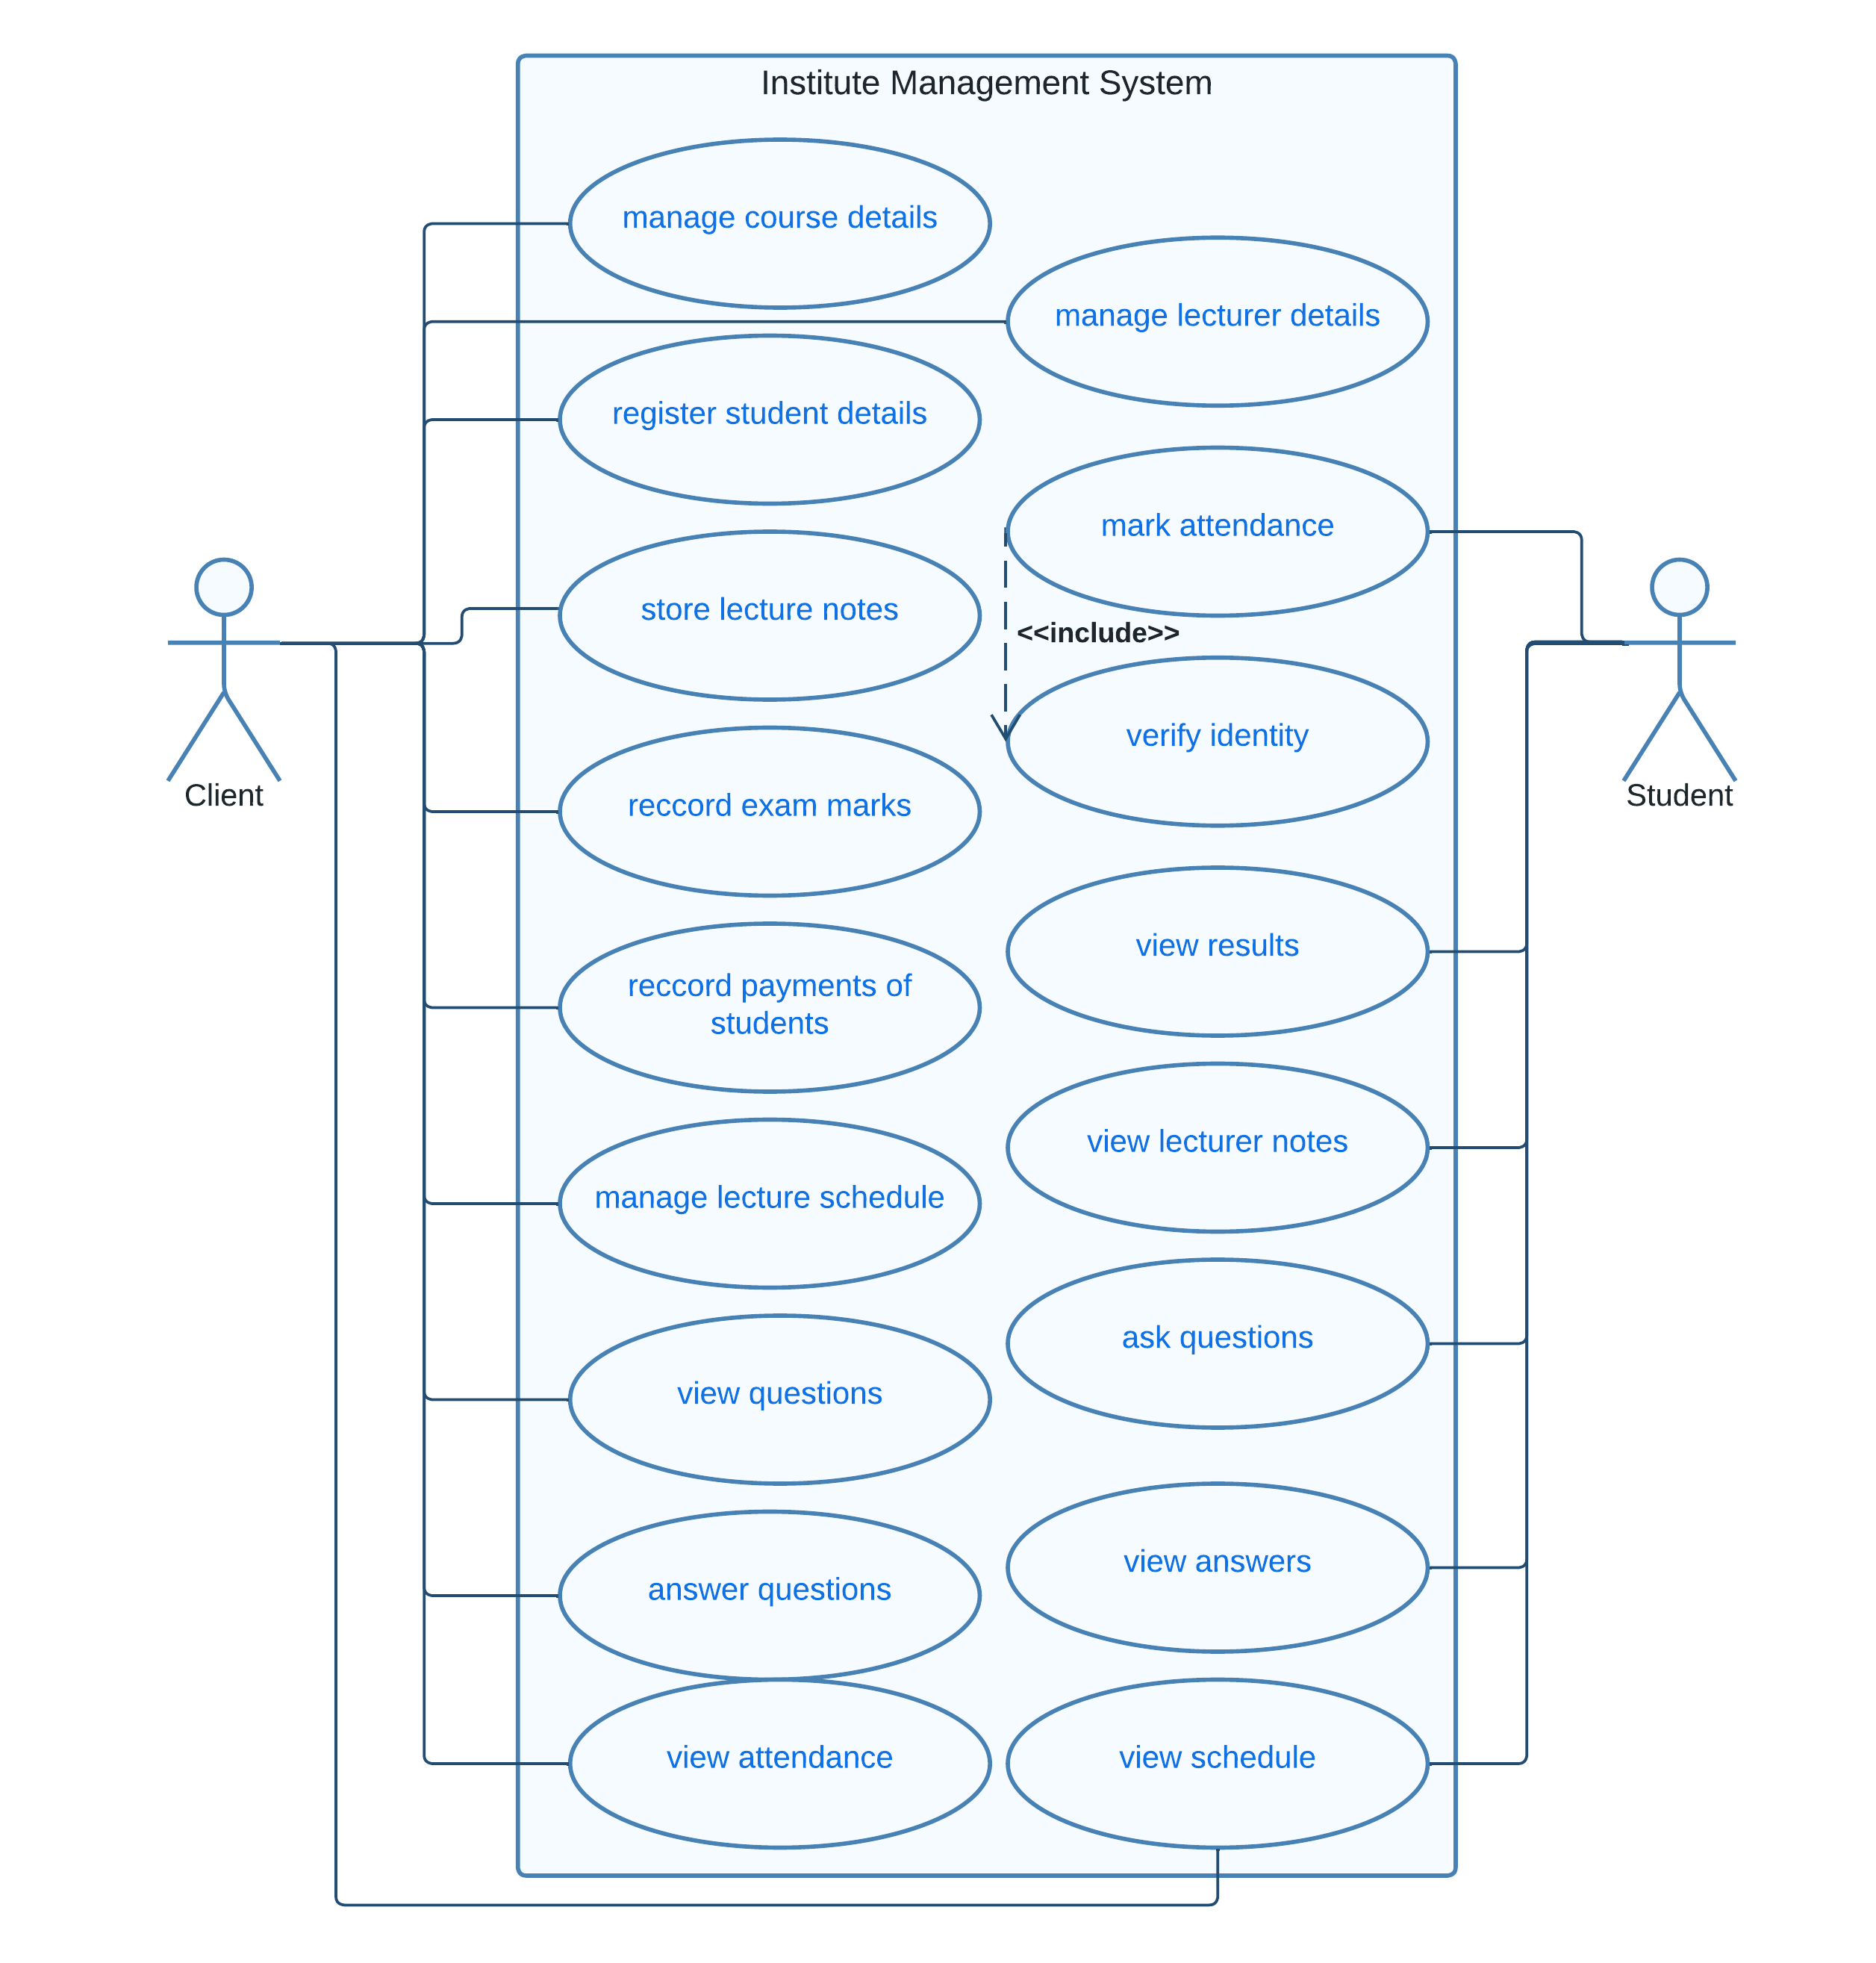 Institute Management System
manage course details
manage lecturer details
register student details
mark attendance
store lecture notes
<<include>>
verify identity
Client
Student
reccord exam marks
view results
reccord payments of
students
view lecturer notes
manage lecture schedule
ask questions
view questions
view answers
answer questions
view attendance
view schedule